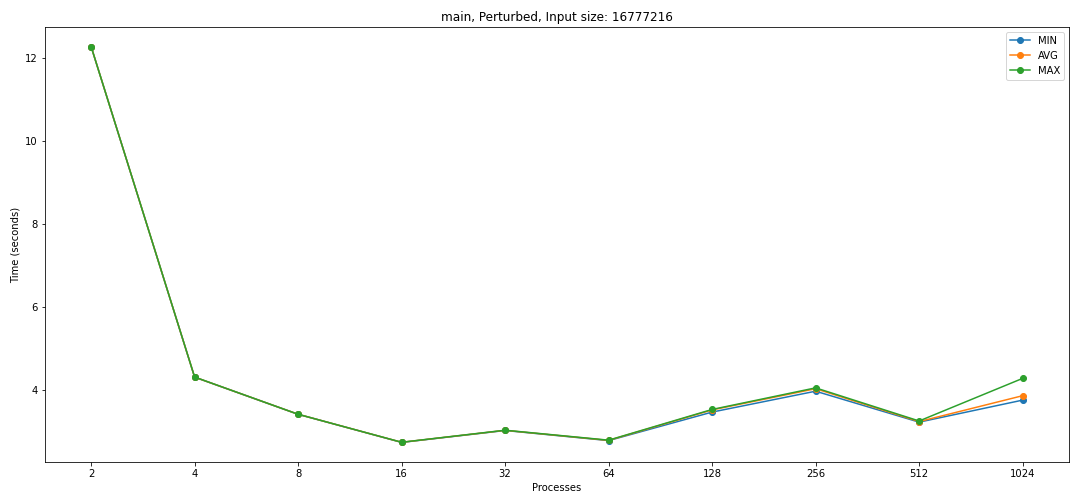 main, Perturbed, Input size: 16777216
MIN
AVG
MAX
Time (seconds)
12
10
8
6
4
2 4 8 16 32 64 128 256 512 1024
Processes